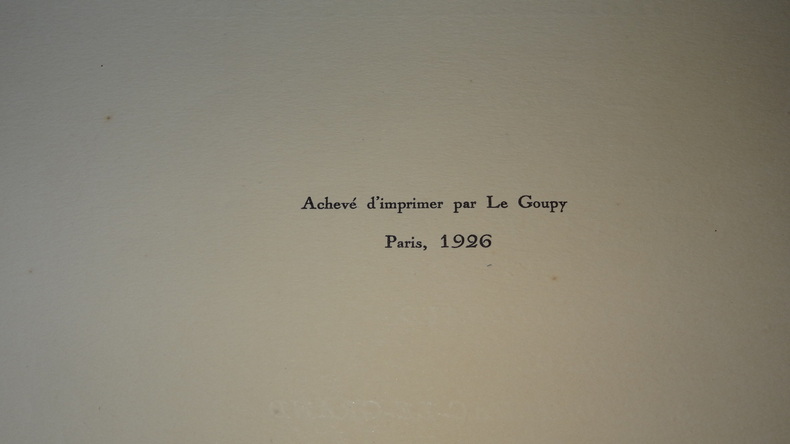 Achevé d'imprimer par Le Goupy
Paris, 1926